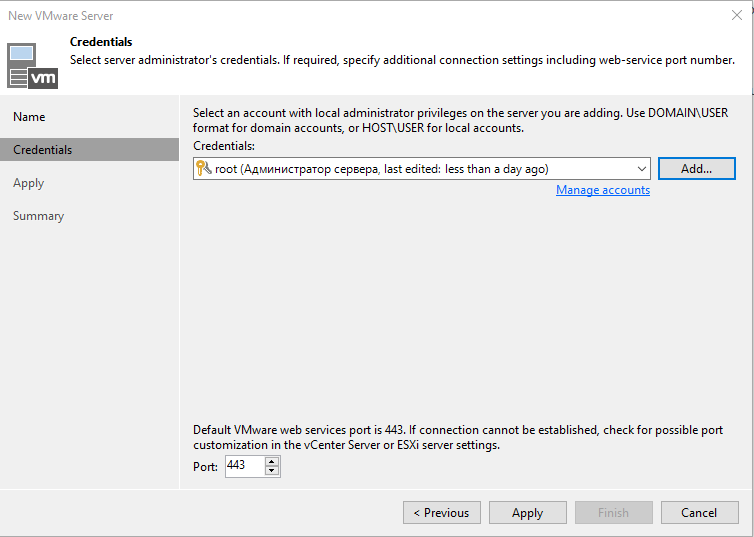 New VMware Server
Credentials
Select server administrator's credentials. If required, specify additional connection settings including web-service port number.
vm
Name
Credentials
Apply
Summary
Select an account with local administrator privileges on the server you are adding. Use DOMAIN\USER
format for domain accounts, or HOST\USER for local accounts.
Credentials:
root (Администратор сервера, last edited: less than a day ago)
Add...
Manage accounts
Default VMware web services port is 443. If connection cannot be established, check for possible port
customization in the vCenter Server or ESXi server settings.
Port: 443
< Previous Apply Finish Cancel